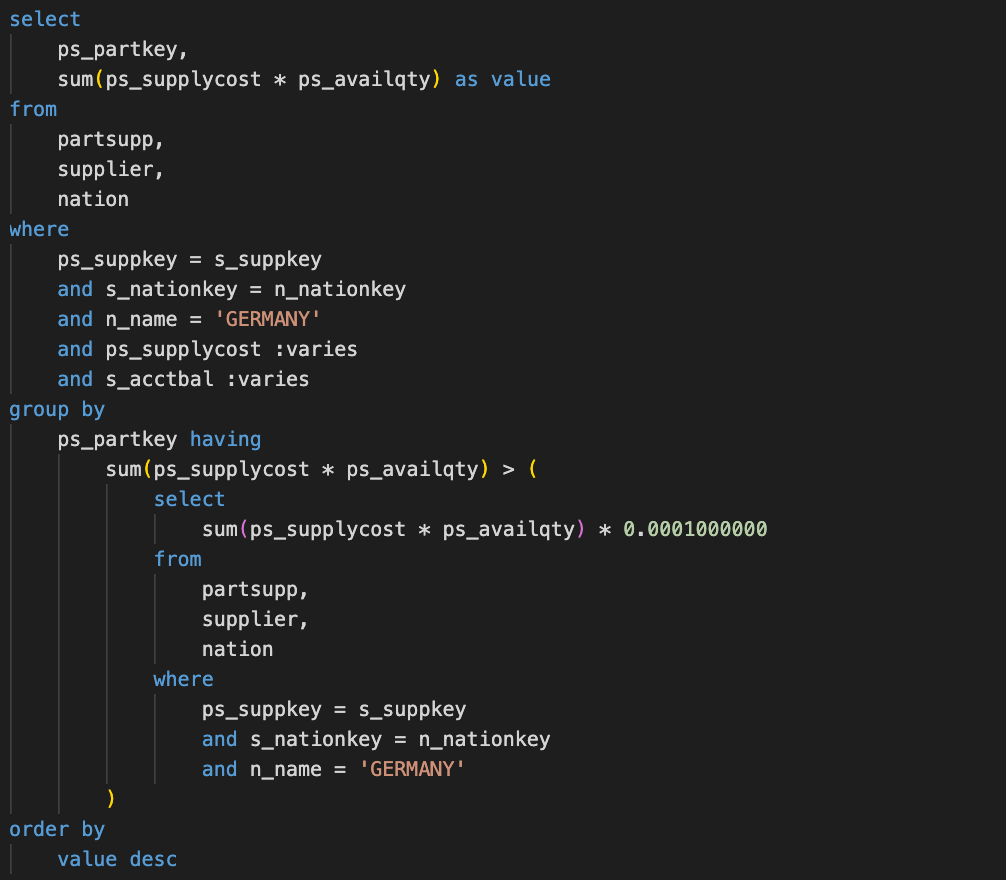 select
    ps_partkey,
    sum(ps_supplycost * ps_availqty) as value
from
    partsupp,
    supplier,
    nation
where
    ps_suppkey = s_suppkey
    and s_nationkey = n_nationkey
    and n_name = 'GERMANY'
    and ps_supplycost :varies
    and s_acctbal :varies
group by
    ps_partkey having
        sum(ps_supplycost * ps_availqty) > (
            select
                sum(ps_supplycost * ps_availqty) * 0.0001000000
            from
                partsupp,
                supplier,
                nation
            where
                ps_suppkey = s_suppkey
                and s_nationkey = n_nationkey
                and n_name = 'GERMANY'
        )
order by
    value desc